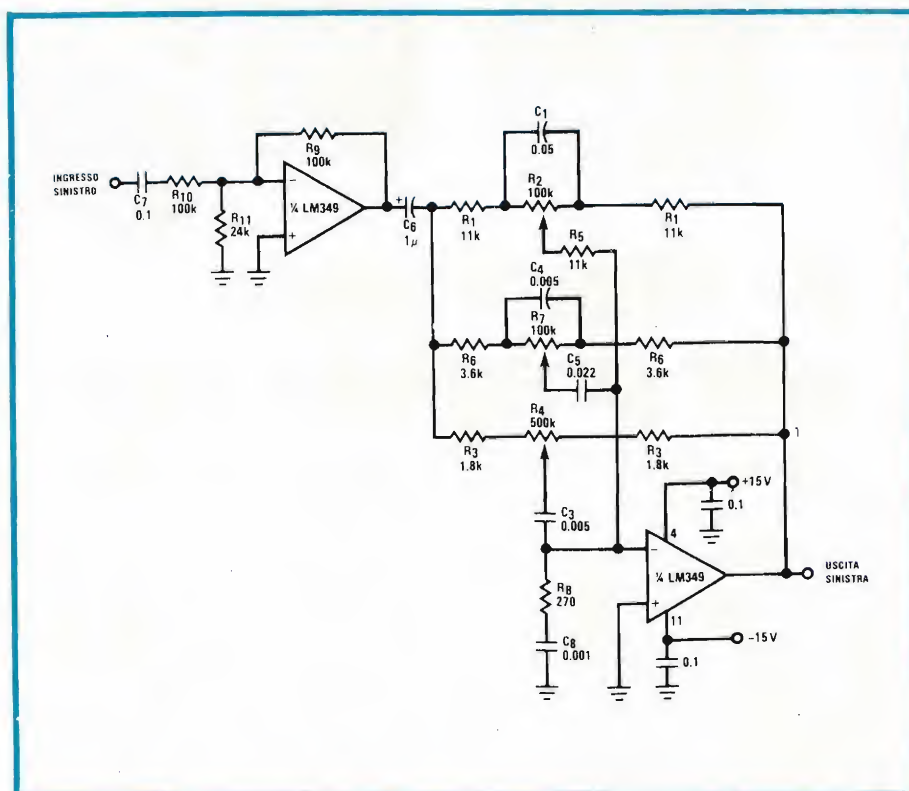 C1
0.05
R9
100k
R2
100k
INGRESSO
SINISTRO
C7
0.1
R10
100k
R11
24k
−
+
¼ LM349
+
C6
1μ
R1
11k
R1
11k
R5
11k
C4
0.005
R7
100k
C5
0.022
R6
3.6k
R6
3.6k
R4
500k
R3
1.8k
R3
1.8k
1
+15V
0.1
4
C3
0.005
−
+
¼ LM349
USCITA
SINISTRA
R8
270
11
−15V
C8
0.001
0.1